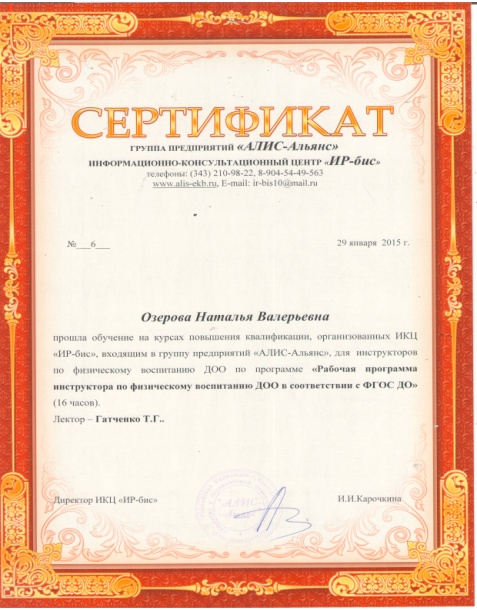 СЕРТИФИКАТ
ГРУППА ПРЕДПРИЯТИЙ «АЛИС-Альянс»
ИНФОРМАЦИОННО-КОНСУЛЬТАЦИОННЫЙ ЦЕНТР «ИР-бис»
телефоны: (343) 210-98-22, 8-904-54-49-563
www.alis-ekb.ru, E-mail: ir-bis10@mail.ru
№___6___ 29 января 2015 г.
Озерова Наталья Валерьевна
прошла обучение на курсах повышения квалификации, организованных ИКЦ
«ИР-бис», входящим в группу предприятий «АЛИС-Альянс», для инструкторов
по физическому воспитанию ДОО по программе «Рабочая программа
инструктора по физическому воспитанию ДОО в соответствии с ФГОС ДО»
(16 часов).
Лектор – Гатченко Т.Г..
Директор ИКЦ «ИР-бис» И.И.Карочкина
АЛИС